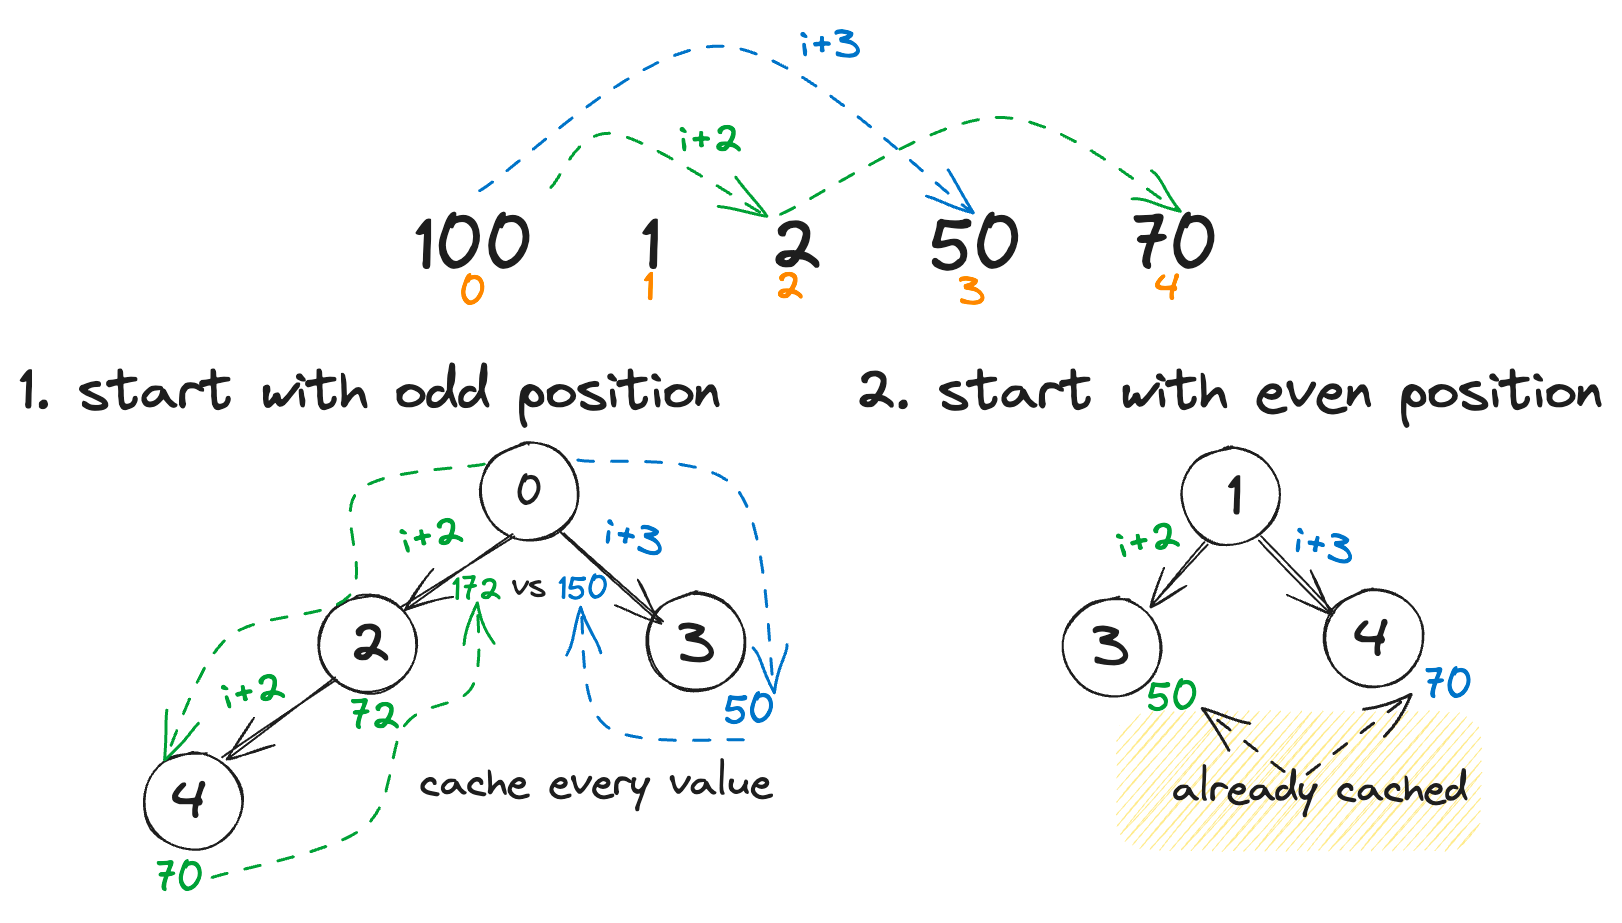 i+3
i+2
100 1 2 50 70
0 1 2 3 4
1. start with odd position
0
i+2 i+3
172 vs 150
2 3
i+2 72 50
4
70
cache every value
2. start with even position
1
i+2 i+3
3 4
50 70
already cached